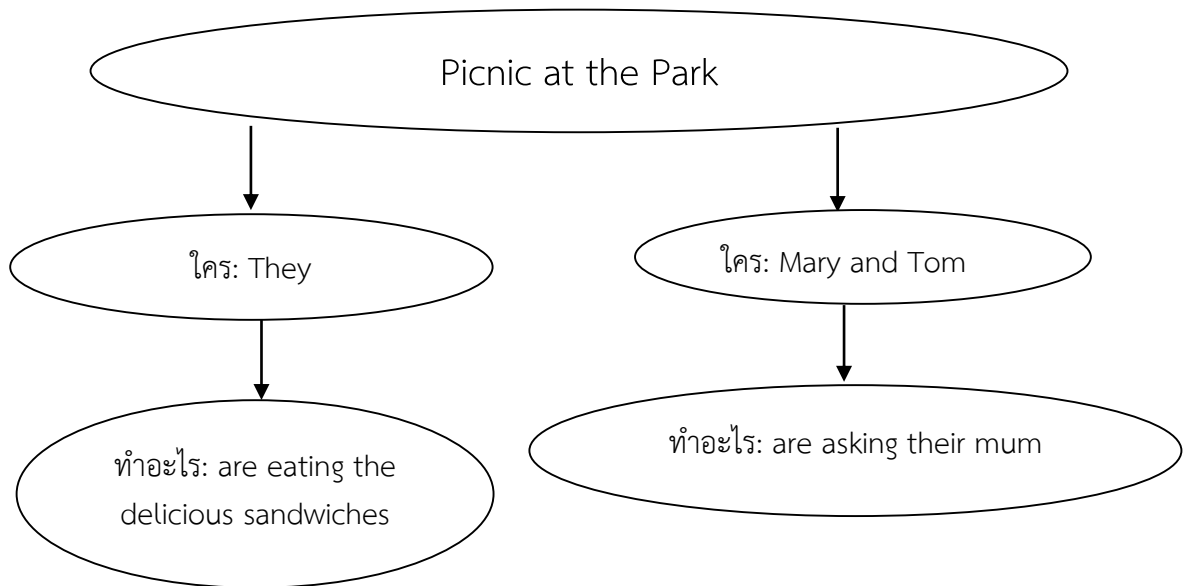 Picnic at the Park
ใคร: They
ใคร: Mary and Tom
ทำอะไร: are eating the
delicious sandwiches
ทำอะไร: are asking their mum